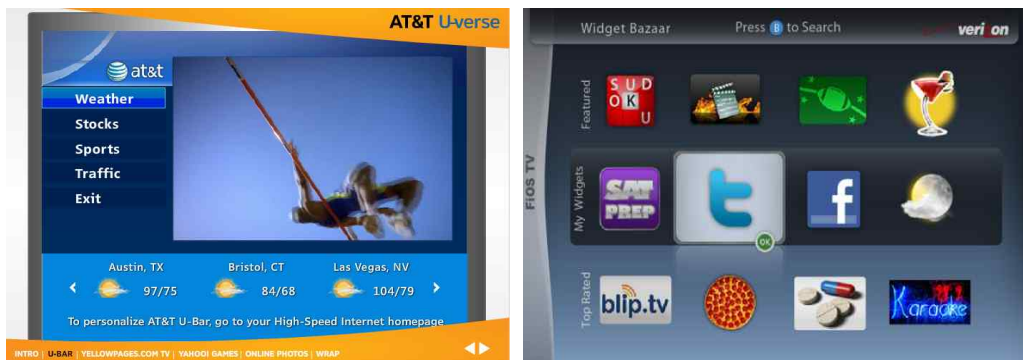 AT&T U-verse
at&t
Weather
Stocks
Sports
Traffic
Exit
Austin, TX
Bristol, CT
Las Vegas, NV
97/75
84/68
104/79
To personalize AT&T U-Bar, go to your High-Speed Internet homepage
INTRO | U-BAR | YELLOWPAGES.COM TV | YAHOO! GAMES | ONLINE PHOTOS | WRAP
Widget Bazaar
Press B to Search
verizon
FiOS TV
Featured
SUD
OK
U
My Widgets
SAT
PREP
t
f
OK
Top Rated
blip.tv
Karaoke